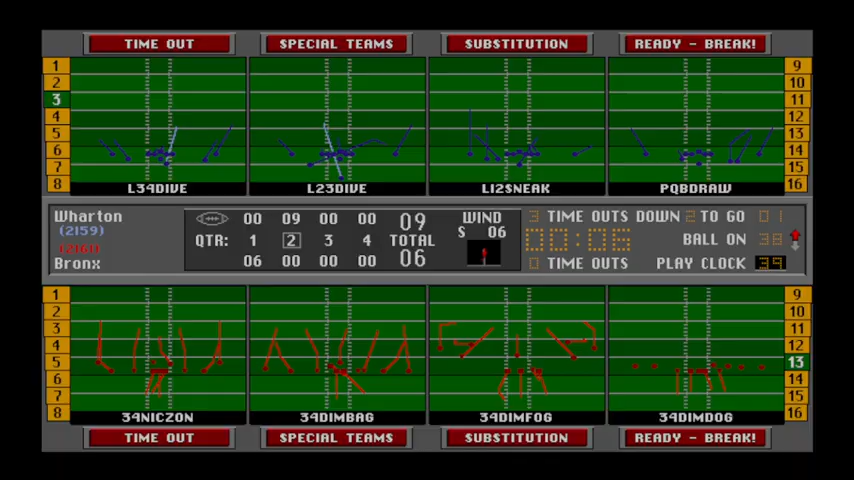 TIME OUT SPECIAL TEAMS SUBSTITUTION READY - BREAK!
1 9
2 10
3 11
4 12
5 13
6 14
7 15
8 L34DIVE L23DIVE L12SNEAK PQBDRAW 16
Wharton 00 09 00 00 09 WIND 3 TIME OUTS DOWN 2 TO GO 01
(2159) QTR: 1 2 3 4 TOTAL S 06 00:06 BALL ON 38
(2161)
Bronx 06 00 00 00 06 0 TIME OUTS PLAY CLOCK 39
1 9
2 10
3 11
4 12
5 13
6 14
7 15
8 34NICZON 34DIMBAG 34DIMFOG 34DIMDOG 16
TIME OUT SPECIAL TEAMS SUBSTITUTION READY - BREAK!